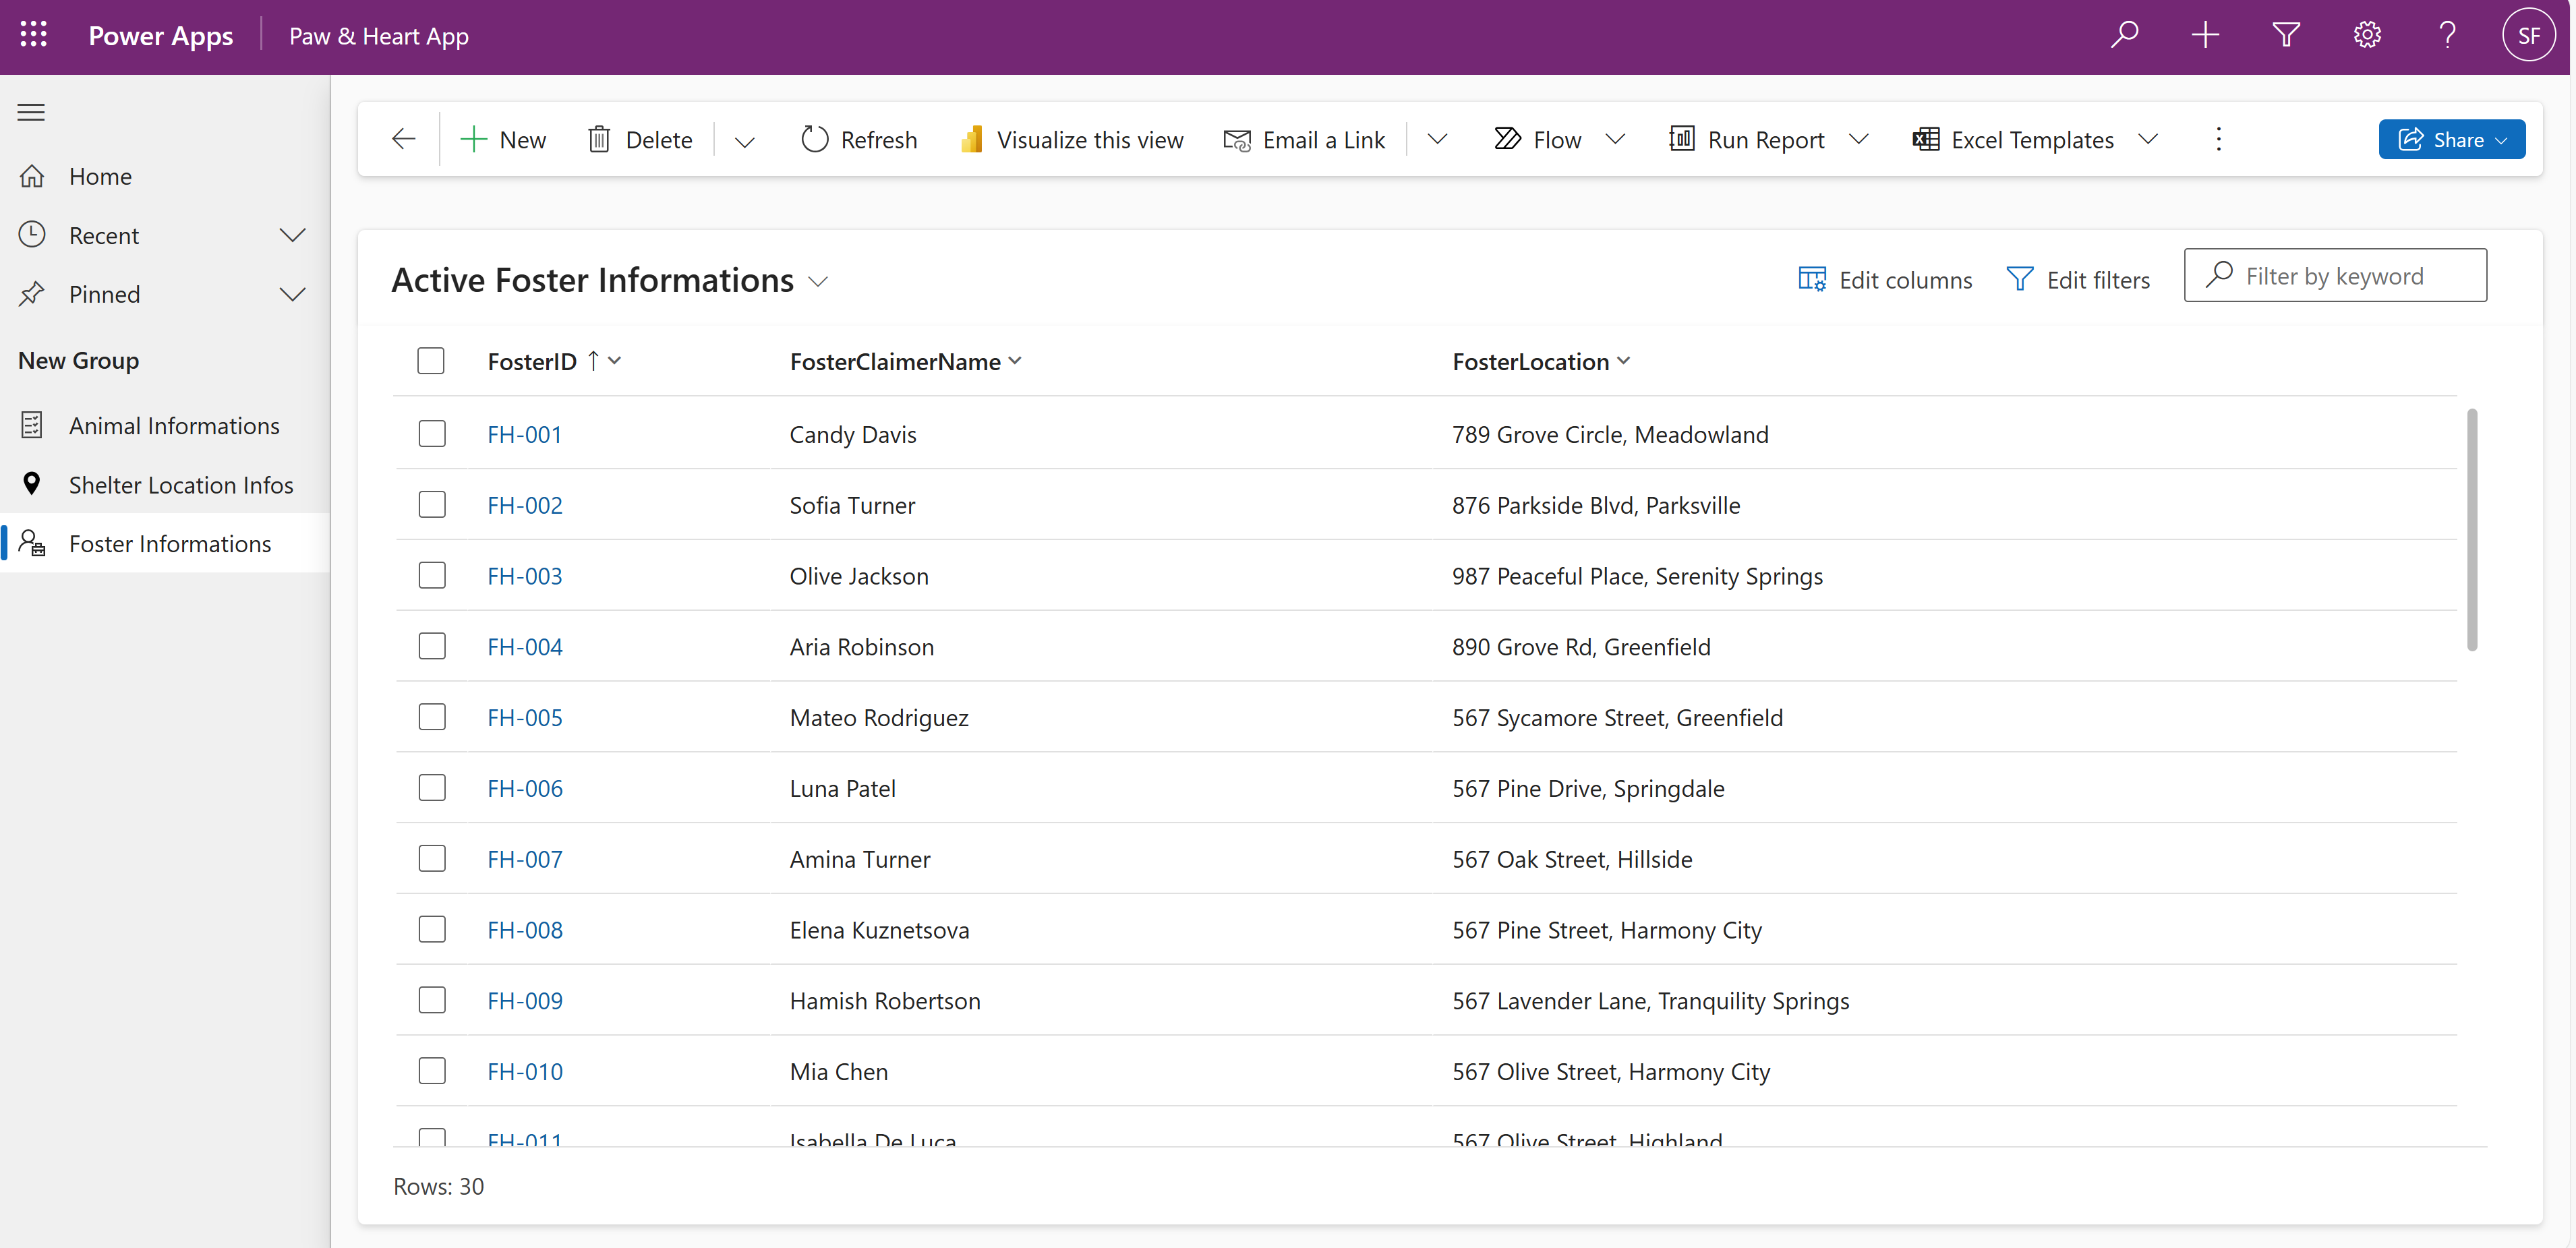 Power Apps | Paw & Heart App
SF
New Delete Refresh Visualize this view Email a Link Flow Run Report Excel Templates Share
Home
Recent
Pinned
New Group
Animal Informations
Shelter Location Infos
Foster Informations
Active Foster Informations
Edit columns Edit filters Filter by keyword
FosterID FosterClaimerName FosterLocation
FH-001 Candy Davis 789 Grove Circle, Meadowland
FH-002 Sofia Turner 876 Parkside Blvd, Parksville
FH-003 Olive Jackson 987 Peaceful Place, Serenity Springs
FH-004 Aria Robinson 890 Grove Rd, Greenfield
FH-005 Mateo Rodriguez 567 Sycamore Street, Greenfield
FH-006 Luna Patel 567 Pine Drive, Springdale
FH-007 Amina Turner 567 Oak Street, Hillside
FH-008 Elena Kuznetsova 567 Pine Street, Harmony City
FH-009 Hamish Robertson 567 Lavender Lane, Tranquility Springs
FH-010 Mia Chen 567 Olive Street, Harmony City
FH-011 Isabella De Luca 567 Olive Street, Highland
Rows: 30